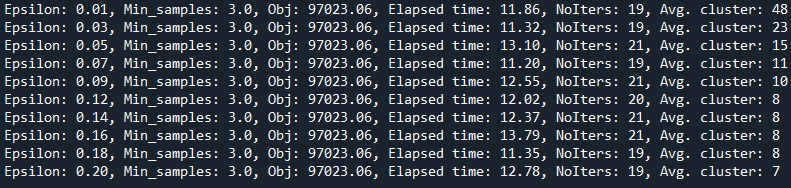 Epsilon: 0.01, Min_samples: 3.0, Obj: 97023.06, Elapsed time: 11.86, NoIters: 19, Avg. cluster: 48
Epsilon: 0.03, Min_samples: 3.0, Obj: 97023.06, Elapsed time: 11.32, NoIters: 19, Avg. cluster: 23
Epsilon: 0.05, Min_samples: 3.0, Obj: 97023.06, Elapsed time: 13.10, NoIters: 21, Avg. cluster: 15
Epsilon: 0.07, Min_samples: 3.0, Obj: 97023.06, Elapsed time: 11.20, NoIters: 19, Avg. cluster: 11
Epsilon: 0.09, Min_samples: 3.0, Obj: 97023.06, Elapsed time: 12.55, NoIters: 21, Avg. cluster: 10
Epsilon: 0.12, Min_samples: 3.0, Obj: 97023.06, Elapsed time: 12.02, NoIters: 20, Avg. cluster: 8
Epsilon: 0.14, Min_samples: 3.0, Obj: 97023.06, Elapsed time: 12.37, NoIters: 21, Avg. cluster: 8
Epsilon: 0.16, Min_samples: 3.0, Obj: 97023.06, Elapsed time: 13.79, NoIters: 21, Avg. cluster: 8
Epsilon: 0.18, Min_samples: 3.0, Obj: 97023.06, Elapsed time: 11.35, NoIters: 19, Avg. cluster: 8
Epsilon: 0.20, Min_samples: 3.0, Obj: 97023.06, Elapsed time: 12.78, NoIters: 19, Avg. cluster: 7